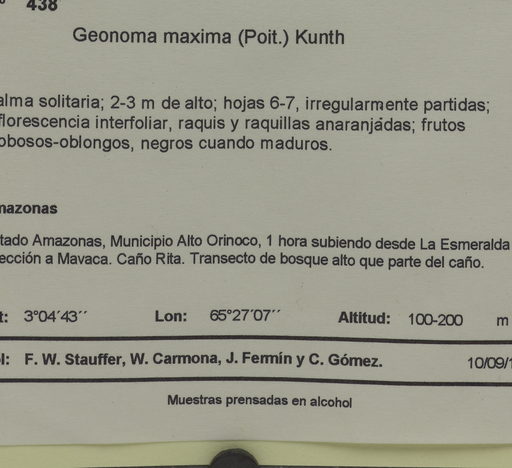 438
Geonoma maxima (Poit.) Kunth
alma solitaria; 2-3 m de alto; hojas 6-7, irregularmente partidas;
florescencia interfoliar, raquis y raquillas anaranjadas; frutos
obosos-oblongos, negros cuando maduros.
mazonas
tado Amazonas, Municipio Alto Orinoco, 1 hora subiendo desde La Esmeralda
ección a Mavaca. Caño Rita. Transecto de bosque alto que parte del caño.
t: 3°04´43´´ Lon: 65°27´07´´ Altitud: 100-200 m
l: F. W. Stauffer, W. Carmona, J. Fermín y C. Gómez. 10/09/1
Muestras prensadas en alcohol